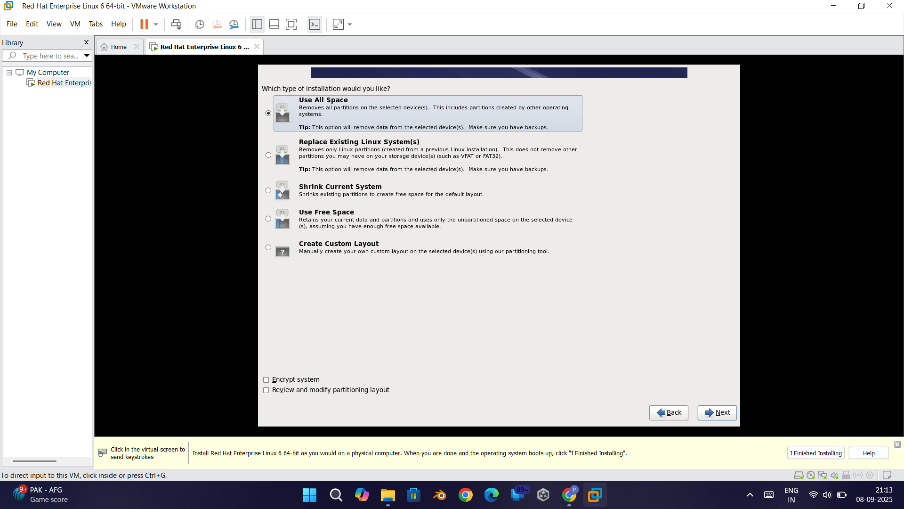 Red Hat Enterprise Linux 6 64-bit - VMware Workstation
File Edit View VM Tabs Help
Library
Type here to sea...
My Computer
Red Hat Enterpri
Home
Red Hat Enterprise Linux 6 ...
Which type of installation would you like?
Use All Space
Removes all partitions on the selected device(s). This includes partitions created by other operating
systems.
Tip: This option will remove data from the selected device(s). Make sure you have backups.
Replace Existing Linux System(s)
Removes only Linux partitions (created from a previous Linux installation). This does not remove other
partitions you may have on your storage device(s) (such as VFAT or FAT32).
Tip: This option will remove data from the selected device(s). Make sure you have backups.
Shrink Current System
Shrinks existing partitions to create free space for the default layout.
Use Free Space
Retains your current data and partitions and uses only the unpartitioned space on the selected device
(s), assuming you have enough free space available.
Create Custom Layout
Manually create your own custom layout on the selected device(s) using our partitioning tool.
Encrypt system
Review and modify partitioning layout
Back
Next
Click in the virtual screen to
send keystrokes
Install Red Hat Enterprise Linux 6 64-bit as you would on a physical computer. When you are done and the operating system boots up, click "I Finished Installing".
I Finished Installing
Help
To direct input to this VM, click inside or press Ctrl+G.
PAK - AFG
Game score
ENG
IN
21:13
08-09-2025